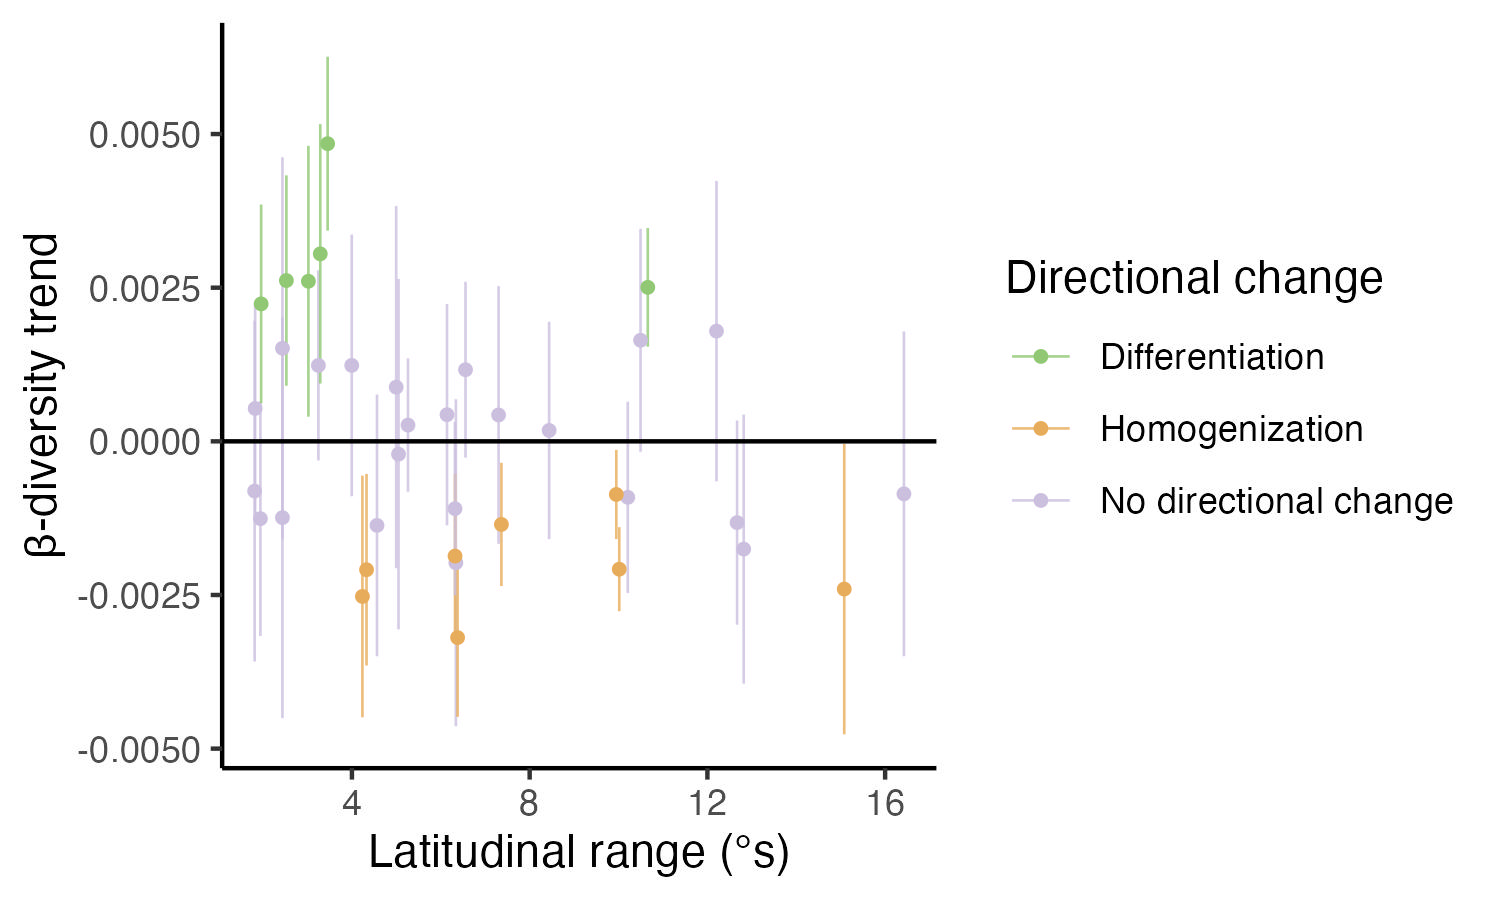 β-diversity trend
0.0050
0.0025
0.0000
-0.0025
-0.0050
4 8 12 16
Latitudinal range (°s)
Directional change
Differentiation
Homogenization
No directional change